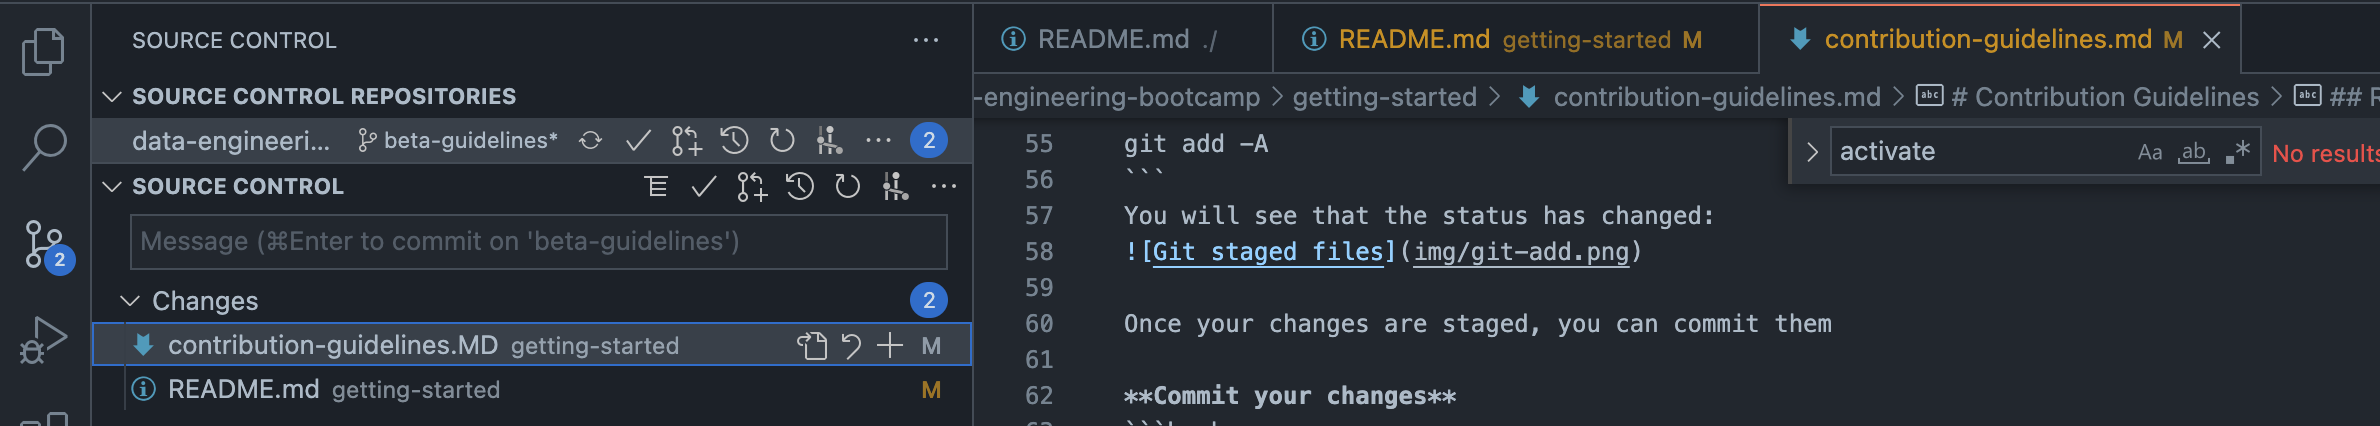 SOURCE CONTROL
SOURCE CONTROL REPOSITORIES
data-engineeri... beta-guidelines* 2
SOURCE CONTROL
Message (⌘Enter to commit on 'beta-guidelines')
Changes 2
contribution-guidelines.MD getting-started M
README.md getting-started M
2
README.md ./
README.md getting-started M
contribution-guidelines.md M
-engineering-bootcamp > getting-started > contribution-guidelines.md > # Contribution Guidelines > ##
activate Aa ab .* No results
55 git add -A
56 ```
57 You will see that the status has changed:
58 ![Git staged files](img/git-add.png)
59
60 Once your changes are staged, you can commit them
61
62 **Commit your changes**